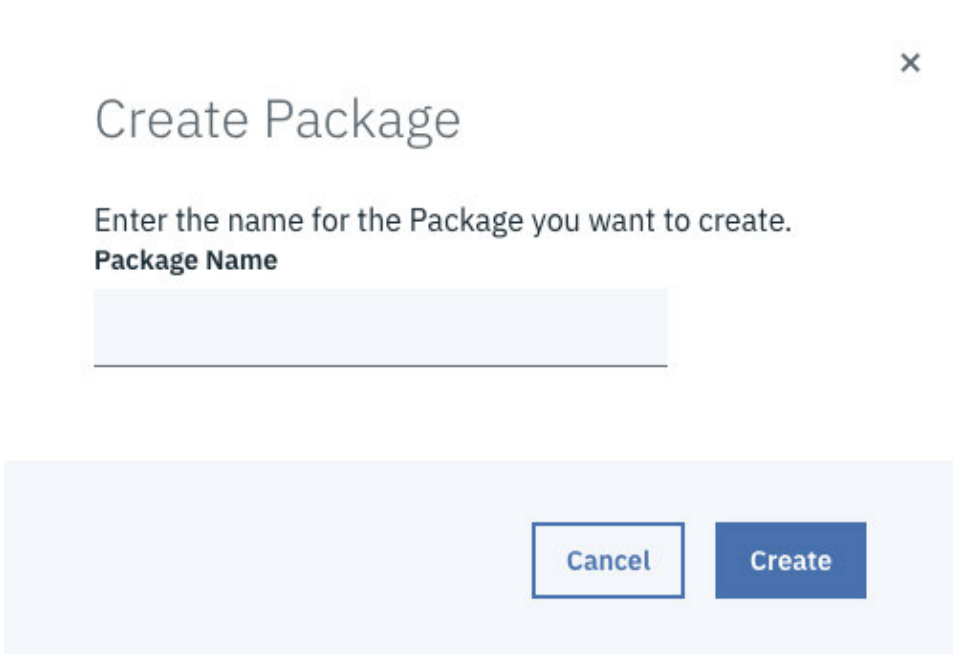 Create Package
Enter the name for the Package you want to create.
Package Name
Cancel Create